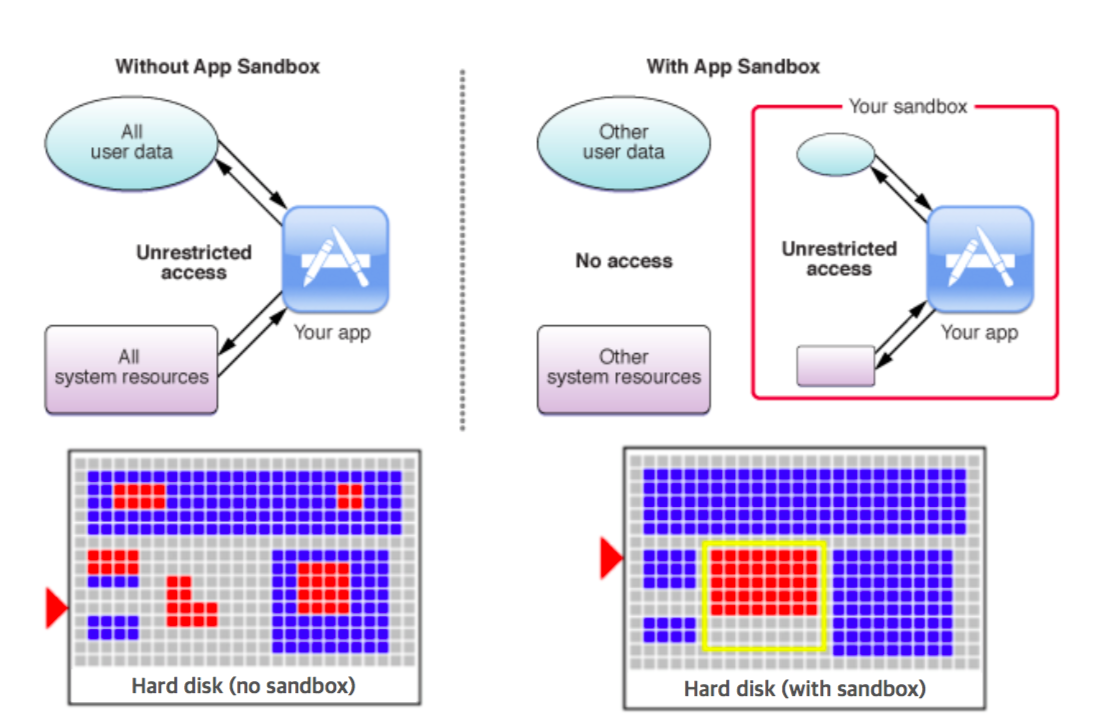 Without App Sandbox
All
user data
Unrestricted
access
Your app
All
system resources
With App Sandbox
Other
user data
Your sandbox
No access
Unrestricted
access
Your app
Other
system resources
Hard disk (no sandbox)
Hard disk (with sandbox)